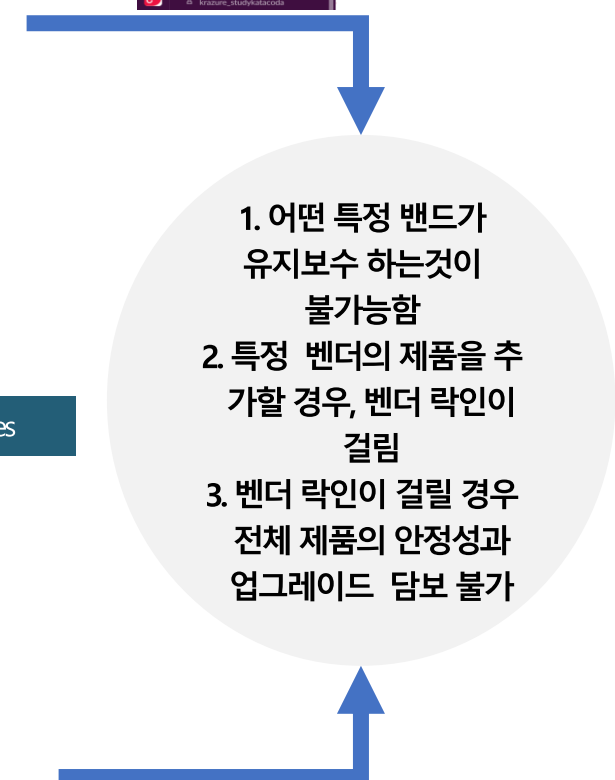 krazure_studykatacoda
1. 어떤 특정 밴드가
유지보수 하는것이
불가능함
2. 특정 벤더의 제품을 추
가할 경우, 벤더 락인이
걸림
es
3. 벤더 락인이 걸릴 경우
전체 제품의 안정성과
업그레이드 담보 불가